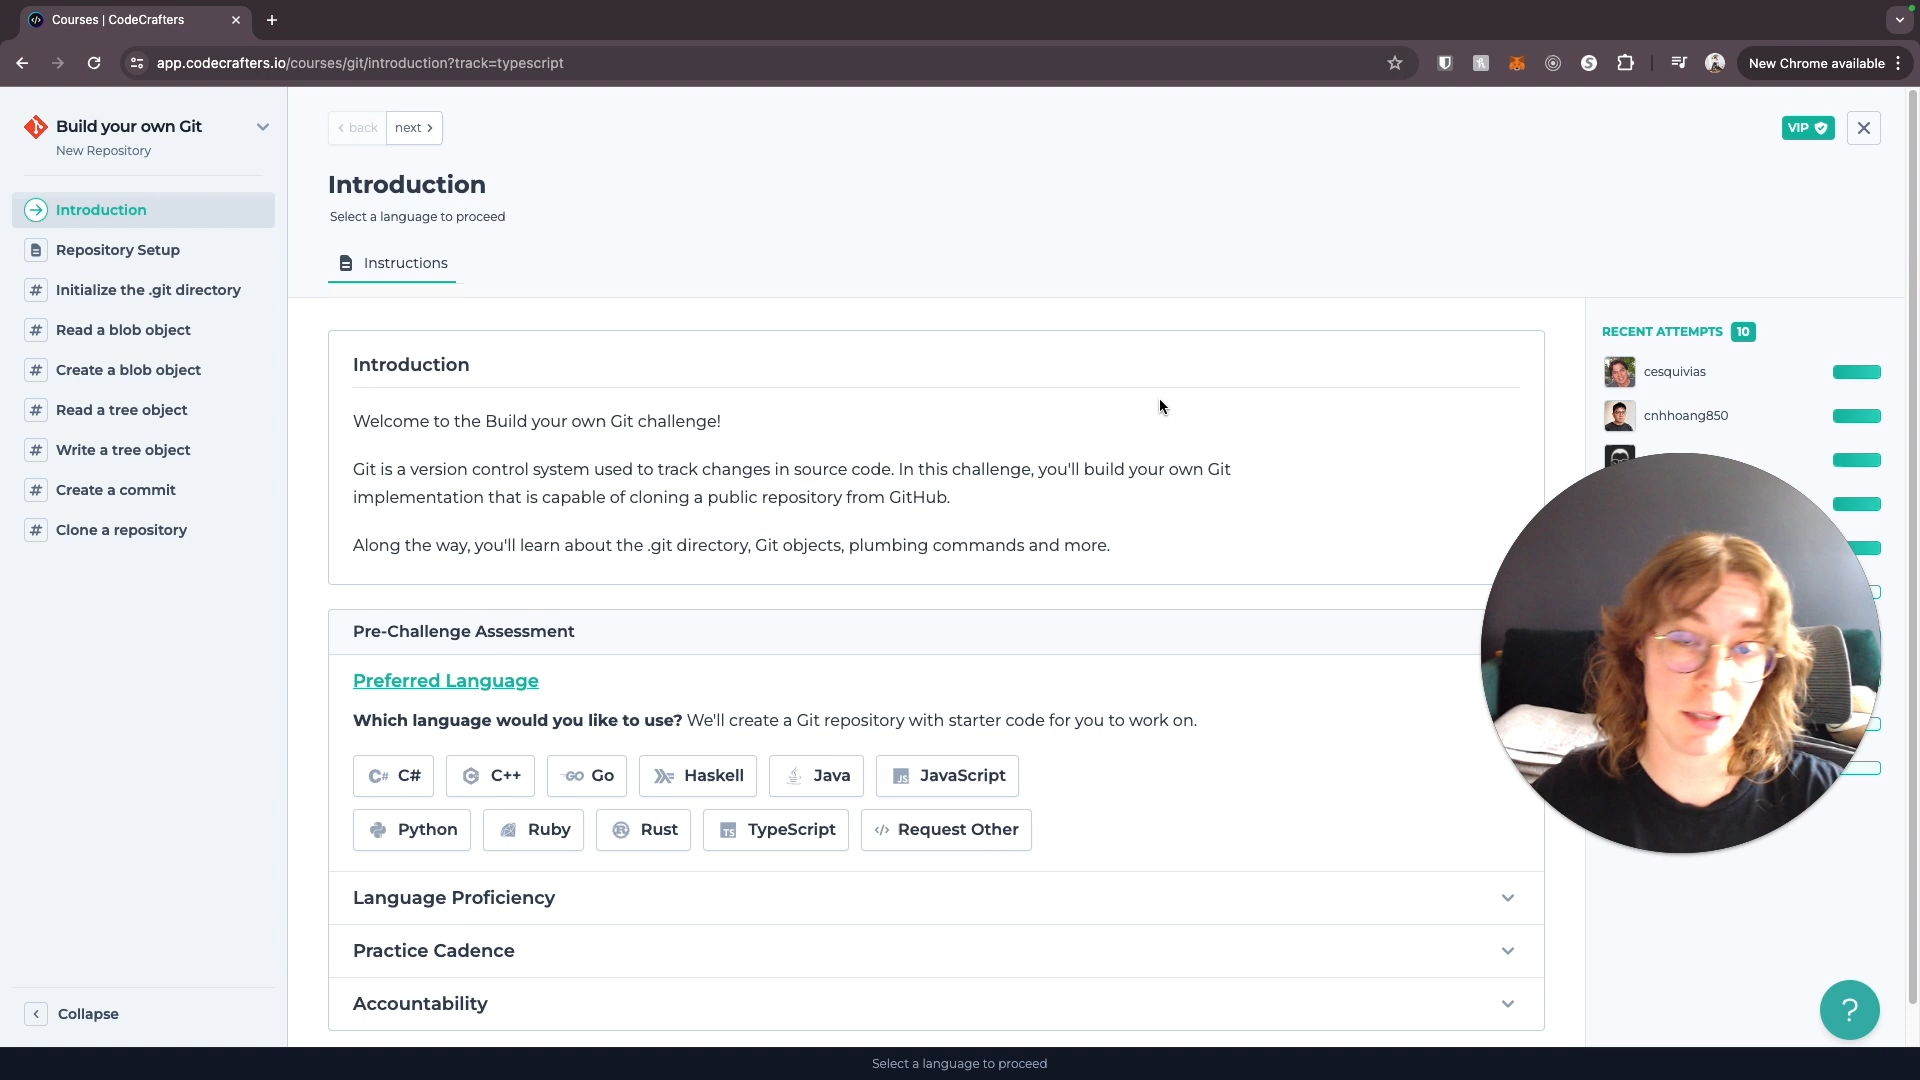 Courses | CodeCrafters
app.codecrafters.io/courses/git/introduction?track=typescript
New Chrome available
Build your own Git
New Repository
Introduction
Repository Setup
Initialize the .git directory
Read a blob object
Create a blob object
Read a tree object
Write a tree object
Create a commit
Clone a repository
Collapse
back
next
VIP
Introduction
Select a language to proceed
Instructions
Introduction
Welcome to the Build your own Git challenge!
Git is a version control system used to track changes in source code. In this challenge, you'll build your own Git
implementation that is capable of cloning a public repository from GitHub.
Along the way, you'll learn about the .git directory, Git objects, plumbing commands and more.
Pre-Challenge Assessment
Preferred Language
Which language would you like to use? We'll create a Git repository with starter code for you to work on.
C# C# C++ GO Go Haskell Java JS JavaScript
Python Ruby Rust TS TypeScript </> Request Other
Language Proficiency
Practice Cadence
Accountability
RECENT ATTEMPTS 10
cesquivias
cnhhoang850
?
Select a language to proceed